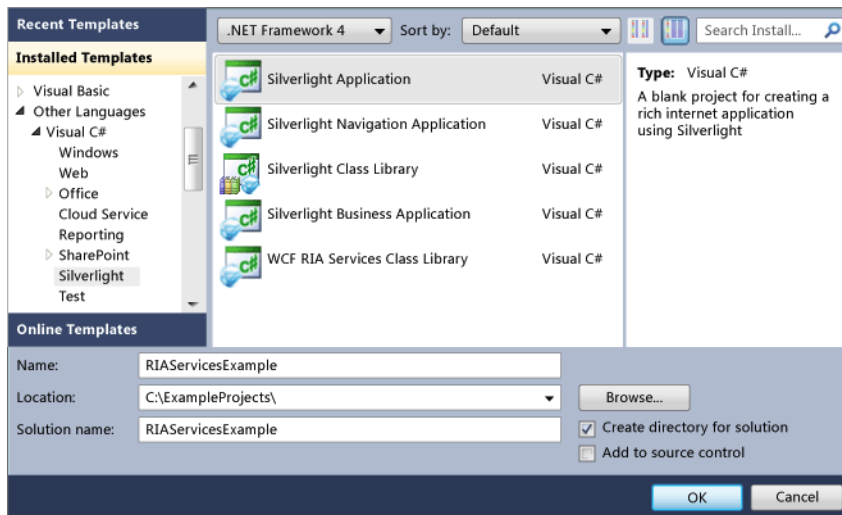 Recent Templates
.NET Framework 4 Sort by: Default Search Install...
Installed Templates
Visual Basic
Other Languages
Visual C#
Windows
Web
Office
Cloud Service
Reporting
SharePoint
Silverlight
Test
Online Templates
Silverlight Application Visual C#
Silverlight Navigation Application Visual C#
Silverlight Class Library Visual C#
Silverlight Business Application Visual C#
WCF RIA Services Class Library Visual C#
Type: Visual C#
A blank project for creating a
rich internet application
using Silverlight
Name: RIAServicesExample
Location: C:\ExampleProjects\ Browse...
Solution name: RIAServicesExample
Create directory for solution
Add to source control
OK Cancel